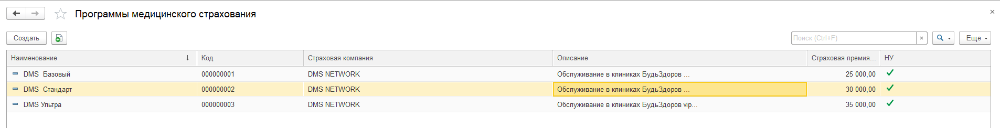 Программы медицинского страхования
Создать Поиск (Ctrl+F) × Еще
Наименование ↓ Код Страховая компания Описание Страховая премия... НУ
DMS Базовый 000000001 DMS NETWORK Обслуживание в клиниках БудьЗдоров ... 25 000,00
DMS Стандарт 000000002 DMS NETWORK Обслуживание в клиниках БудьЗдоров ... 30 000,00
DMS Ультра 000000003 DMS NETWORK Обслуживание в клиниках БудьЗдоров vip... 35 000,00